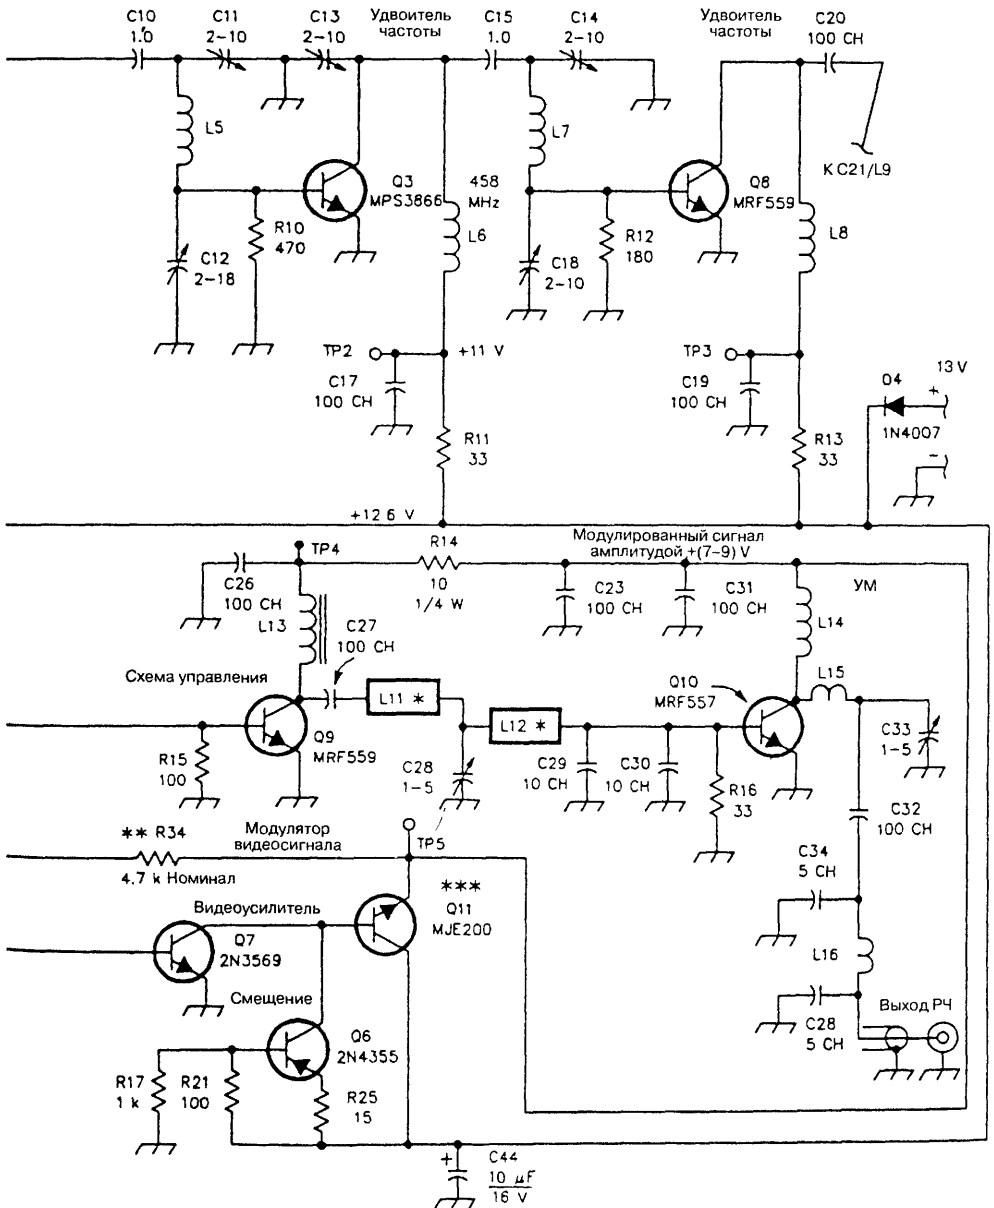 C10
1.0
C11
2-10
C13
2-10
Удвоитель
частоты
C15
1.0
C14
2-10
Удвоитель
частоты
C20
100 CH
L5
L7
К C21/L9
Q3
MPS3866
458
MHz
L6
Q8
MRF559
L8
R10
470
C12
2-18
R12
180
C18
2-10
TP2
+11 V
C17
100 CH
TP3
C19
100 CH
D4
13 V
+
1N4007
-
R11
33
R13
33
+12 6 V
TP4
R14
10
1/4 W
Модулированный сигнал
амплитудой +(7-9) V
УМ
C26
100 CH
C23
100 CH
C31
100 CH
L13
L14
C27
100 CH
Схема управления
L11 *
L12 *
Q10
MRF557
L15
Q9
MRF559
R15
100
C28
1-5
C29
10 CH
C30
10 CH
R16
33
C33
1-5
C32
100 CH
** R34
4.7 k Номинал
Модулятор
видеосигнала
TP5
C34
5 CH
***
Q11
MJE200
Видеоусилитель
Q7
2N3569
L16
Смещение
Q6
2N4355
C28
5 CH
Выход РЧ
R17
1 k
R21
100
R25
15
+
C44
10 µF
16 V